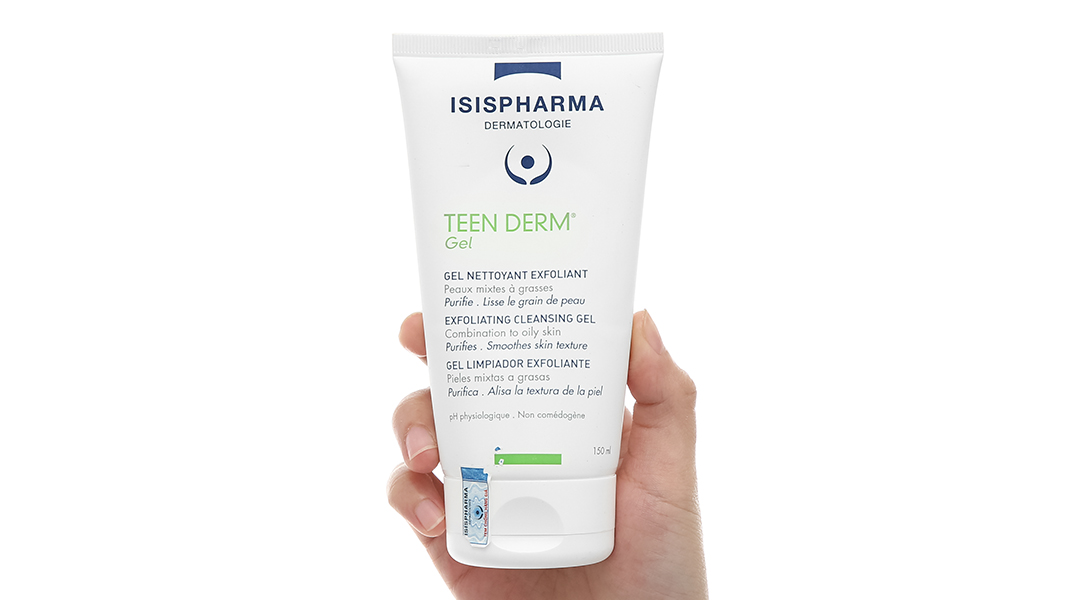 ISISPHARMA
DERMATOLOGIE
TEEN DERM®
Gel
GEL NETTOYANT EXFOLIANT
Peaux mixtes à grasses
Purifie . Lisse le grain de peau
EXFOLIATING CLEANSING GEL
Combination to oily skin
Purifies . Smoothes skin texture
GEL LIMPIADOR EXFOLIANTE
Pieles mixtas a grasas
Purifica . Alisa la textura de la piel
pH physiologique . Non comédogène
150 ml
ISISPHARMA